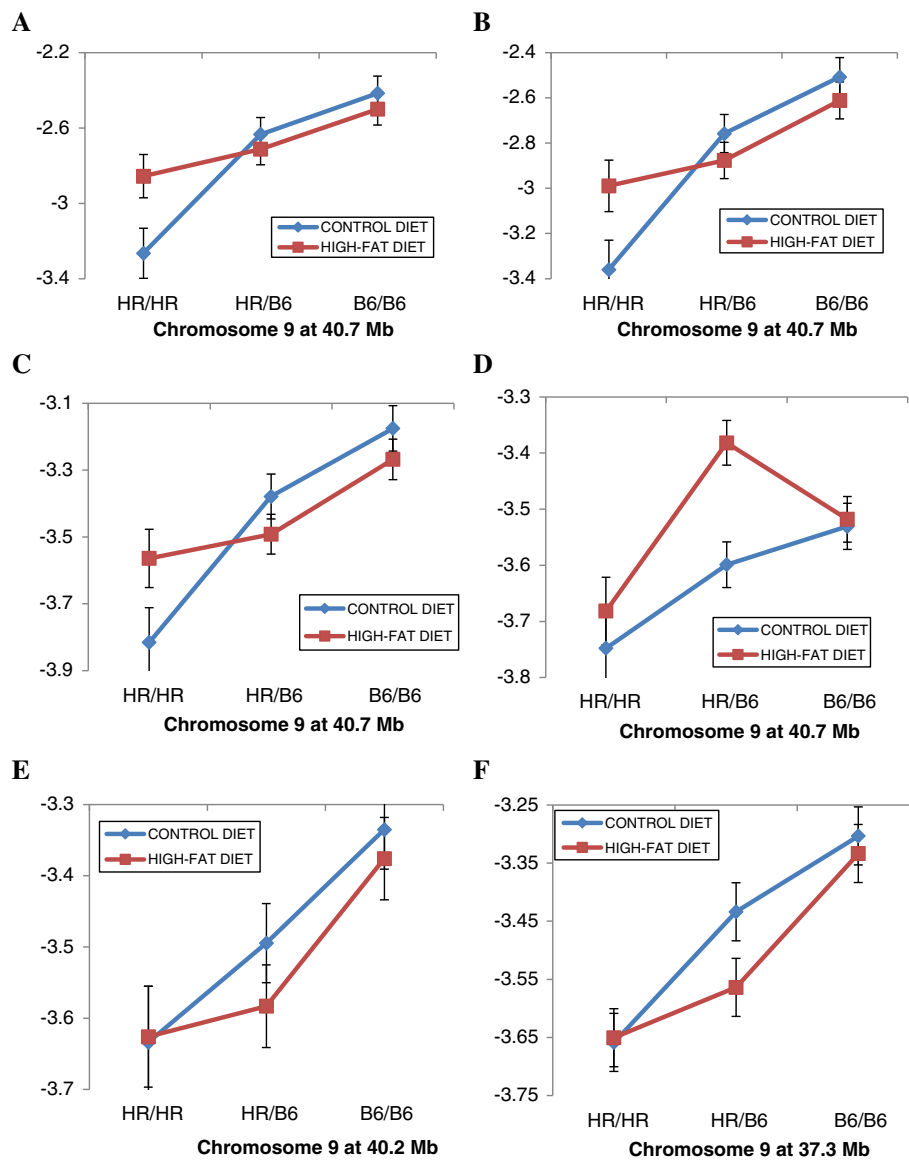 A
-2.2
-2.6
-3
-3.4
CONTROL DIET
HIGH-FAT DIET
HR/HR HR/B6 B6/B6
Chromosome 9 at 40.7 Mb
B
-2.4
-2.6
-2.8
-3
-3.2
-3.4
CONTROL DIET
HIGH-FAT DIET
HR/HR HR/B6 B6/B6
Chromosome 9 at 40.7 Mb
C
-3.1
-3.3
-3.5
-3.7
-3.9
CONTROL DIET
HIGH-FAT DIET
HR/HR HR/B6 B6/B6
Chromosome 9 at 40.7 Mb
D
-3.3
-3.4
-3.5
-3.6
-3.7
-3.8
CONTROL DIET
HIGH-FAT DIET
HR/HR HR/B6 B6/B6
Chromosome 9 at 40.7 Mb
E
-3.3
-3.4
-3.5
-3.6
-3.7
CONTROL DIET
HIGH-FAT DIET
HR/HR HR/B6 B6/B6
Chromosome 9 at 40.2 Mb
F
-3.25
-3.35
-3.45
-3.55
-3.65
-3.75
CONTROL DIET
HIGH-FAT DIET
HR/HR HR/B6 B6/B6
Chromosome 9 at 37.3 Mb